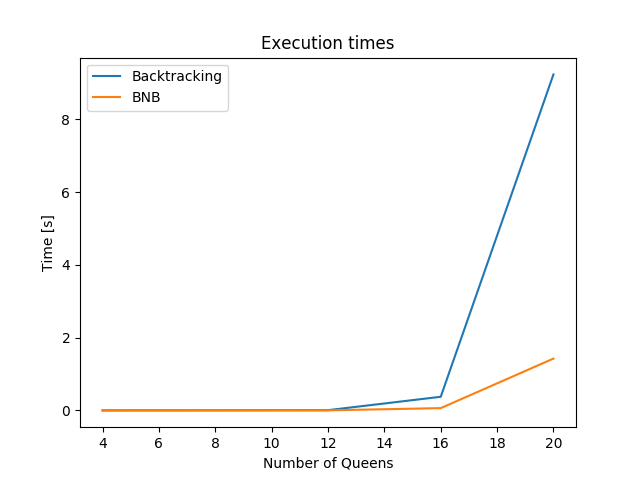 Execution times
Backtracking
BNB
Time [s]
8
6
4
2
0
4 6 8 10 12 14 16 18 20
Number of Queens